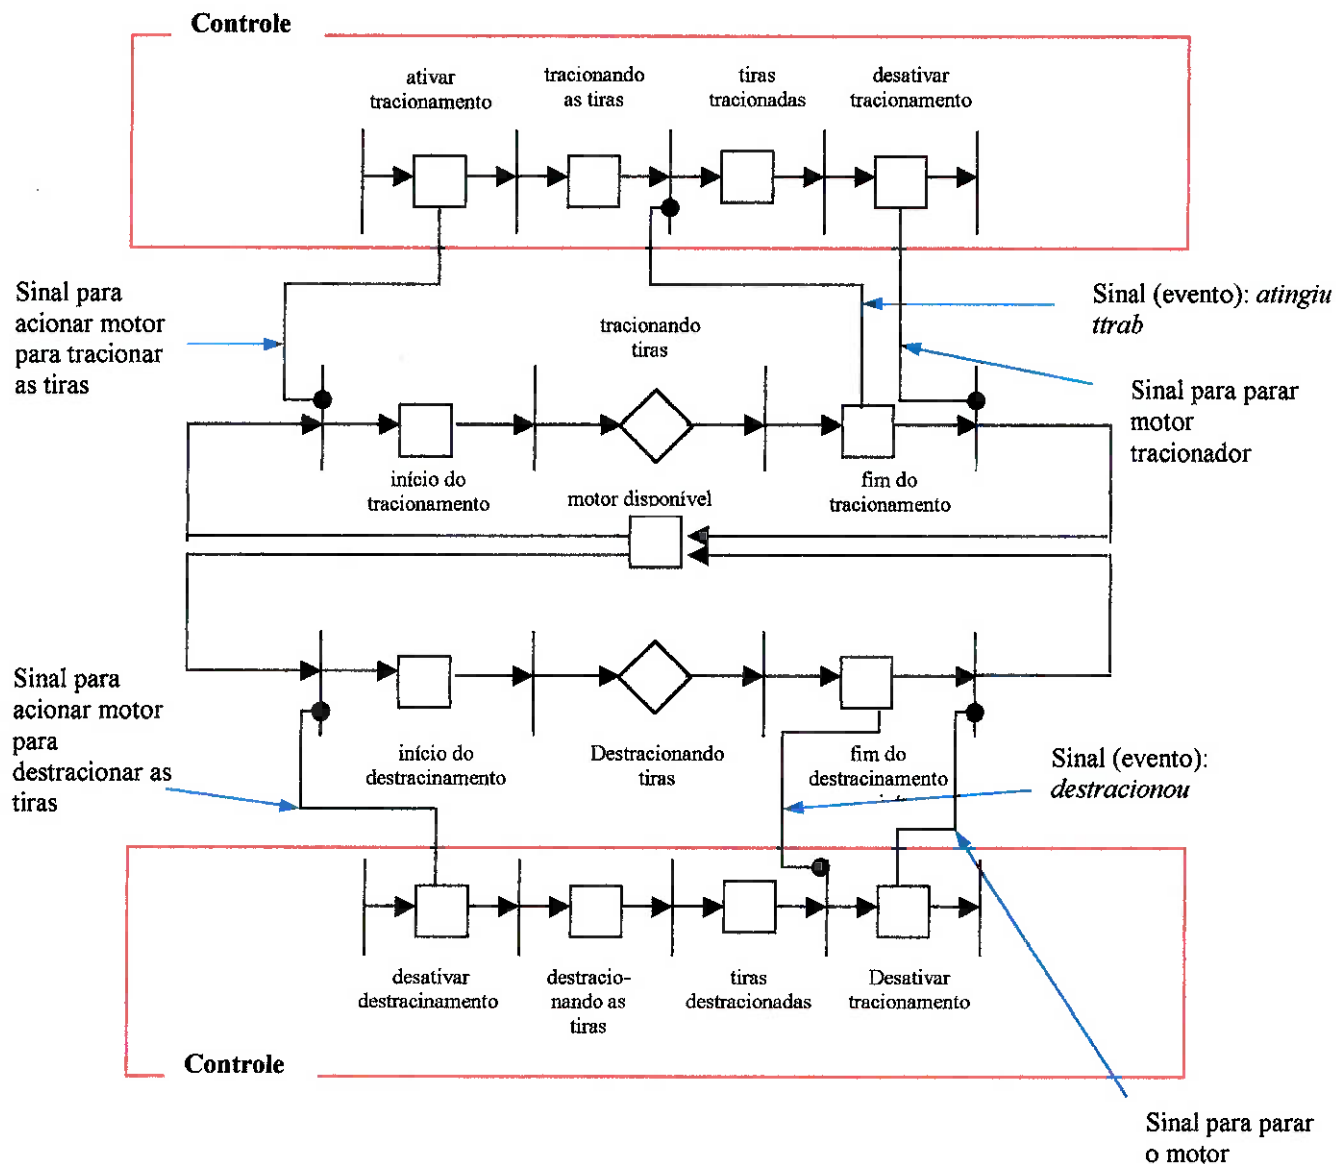 Controle
ativar
tracionamento
tracionando
as tiras
tiras
tracionadas
desativar
tracionamento
Sinal para
acionar motor
para tracionar
as tiras
Sinal (evento): atingiu
ttrab
tracionando
tiras
Sinal para parar
motor
tracionador
início do
tracionamento
motor disponível
fim do
tracionamento
Sinal para
acionar motor
para
destracionar as
tiras
início do
destracinamento
Destracionando
tiras
fim do
destracinamento
Sinal (evento):
destracionou
desativar
destracinamento
destracio-
nando as
tiras
tiras
destracionadas
Desativar
tracionamento
Controle
Sinal para parar
o motor